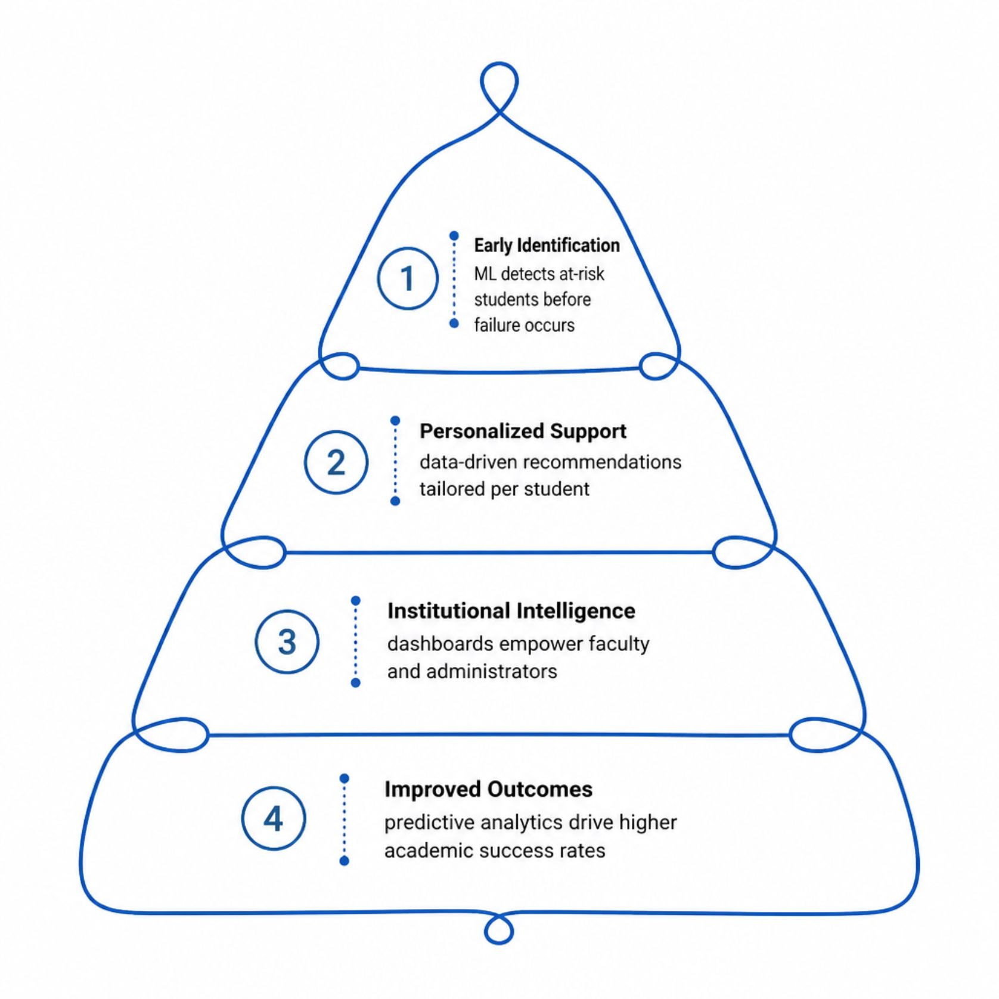 1
Early Identification
ML detects at-risk
students before
failure occurs
2
Personalized Support
data-driven recommendations
tailored per student
3
Institutional Intelligence
dashboards empower faculty
and administrators
4
Improved Outcomes
predictive analytics drive higher
academic success rates